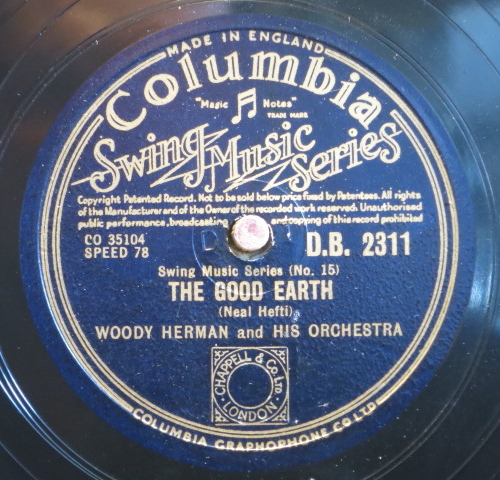 MADE IN ENGLAND
Columbia
"Magic Notes"
TRADE MARK
Swing Music Series
Copyright Patented Record. Not to be sold below price fixed by Patentees. All rights
of the Manufacturer and of the Owner of the recorded work reserved. Unauthorised
public performance, broadcasting and copying of this record prohibited
CO 35104 D.B. 2311
SPEED 78
Swing Music Series (No. 15)
THE GOOD EARTH
(Neal Hefti)
WOODY HERMAN and HIS ORCHESTRA
CHAPPELL & CO. LTD.
LONDON
COLUMBIA GRAPHOPHONE CO LTD